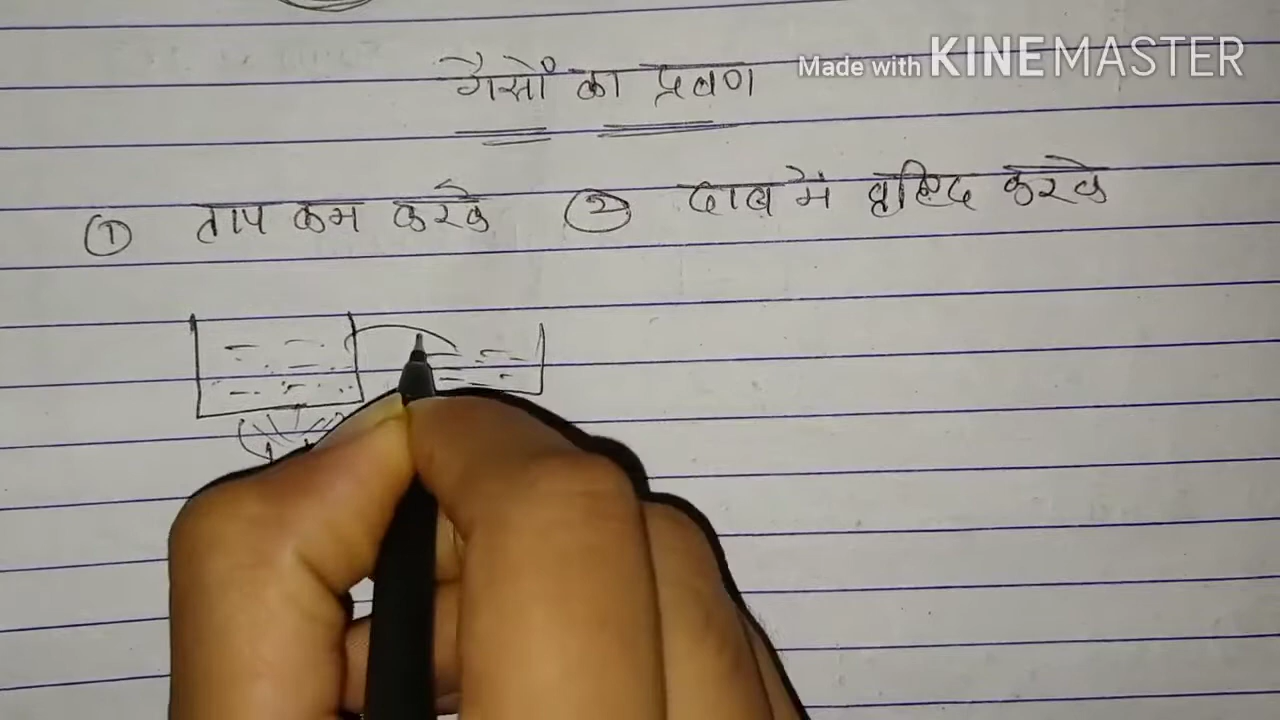 Made with KINEMASTER
गैसों का द्रवण
① ताप कम करके ② दाब में वृद्धि करके